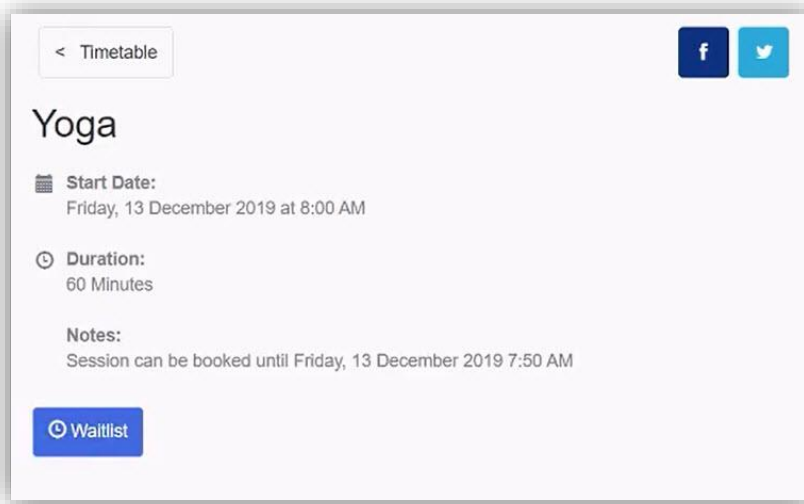 < Timetable
f
Yoga
Start Date:
Friday, 13 December 2019 at 8:00 AM
Duration:
60 Minutes
Notes:
Session can be booked until Friday, 13 December 2019 7:50 AM
Waitlist